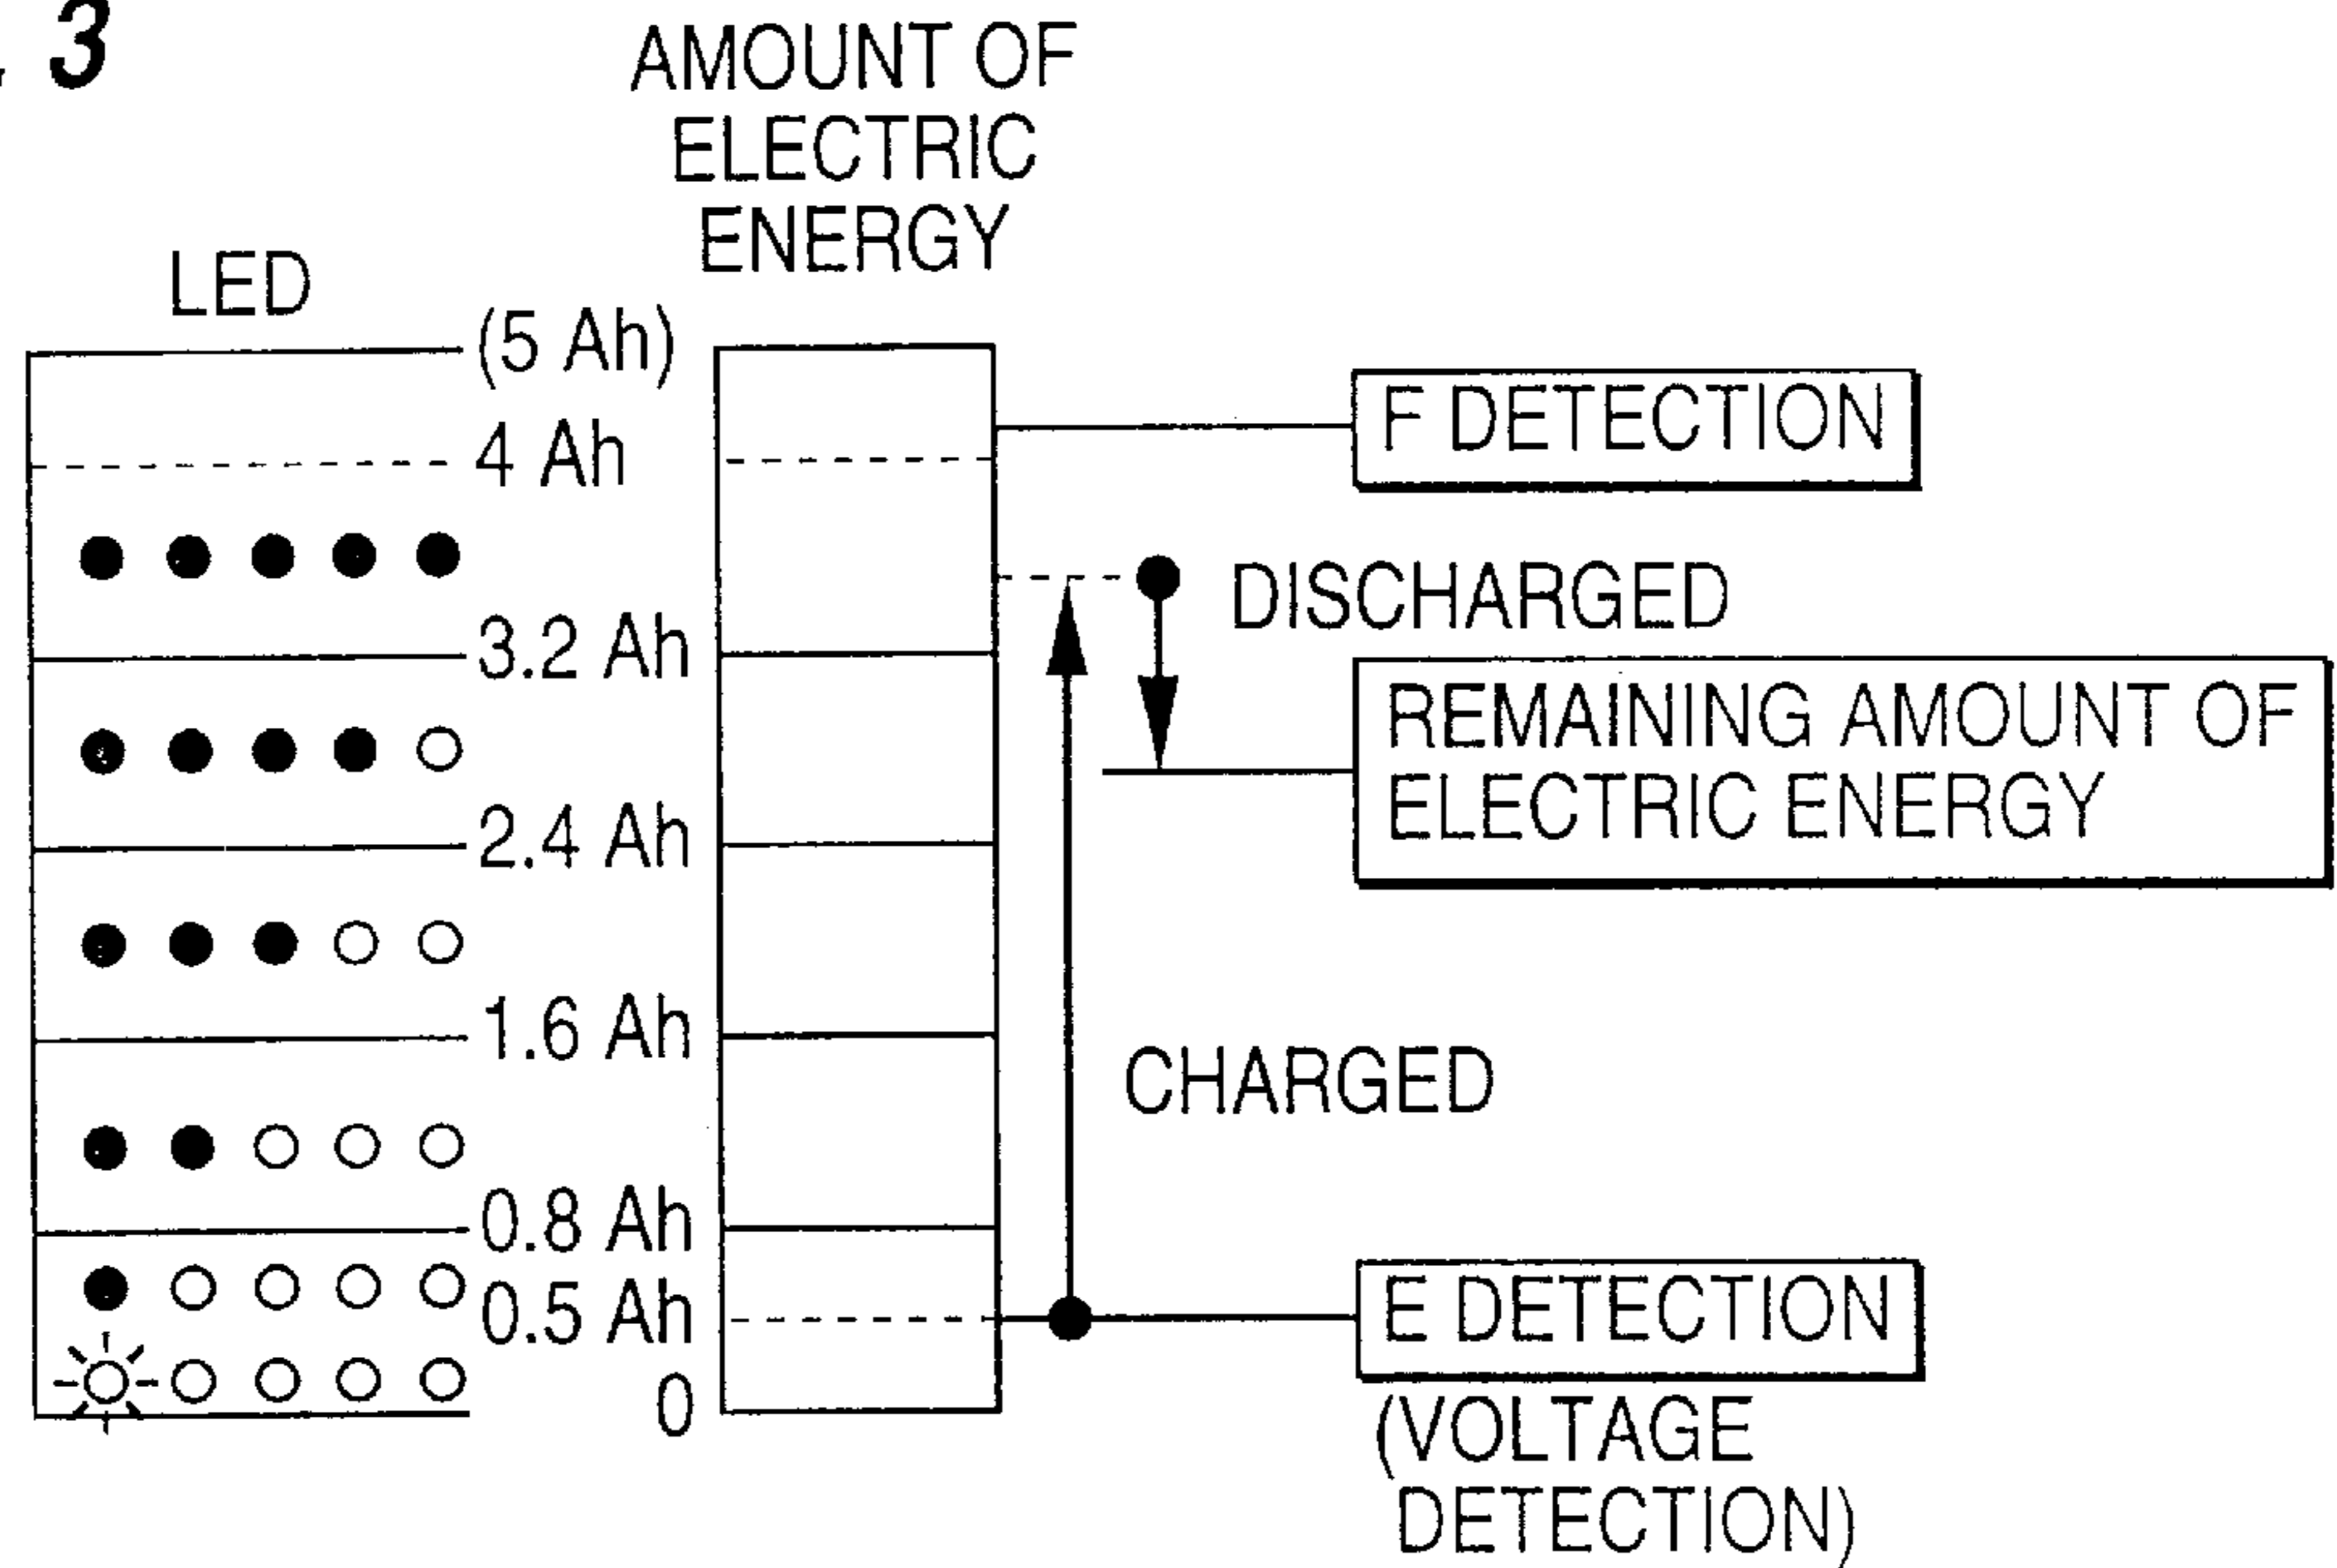 3
AMOUNT OF
ELECTRIC
ENERGY
LED
(5 Ah)
4 Ah
3.2 Ah
2.4 Ah
1.6 Ah
0.8 Ah
0.5 Ah
0
F DETECTION
DISCHARGED
REMAINING AMOUNT OF
ELECTRIC ENERGY
CHARGED
E DETECTION
(VOLTAGE
DETECTION)